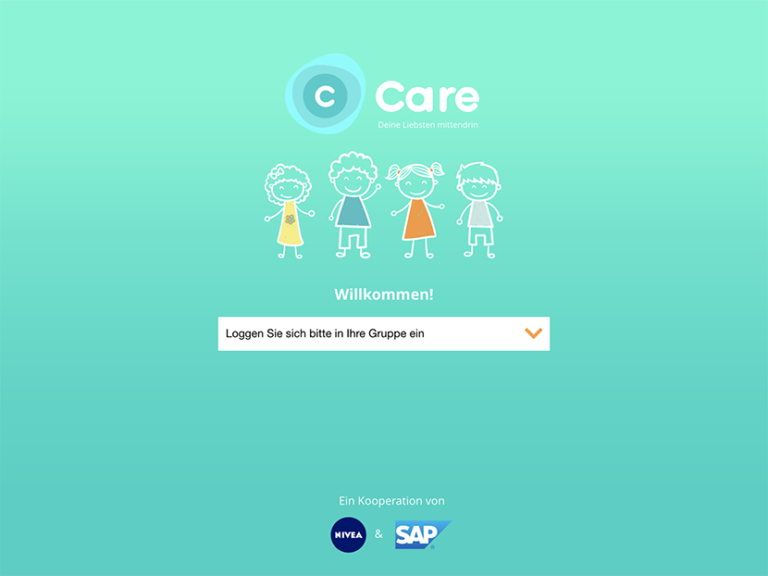 C Care
Deine Liebsten mittendrin
Willkommen!
Loggen Sie sich bitte in Ihre Gruppe ein
Ein Kooperation von
NIVEA & SAP